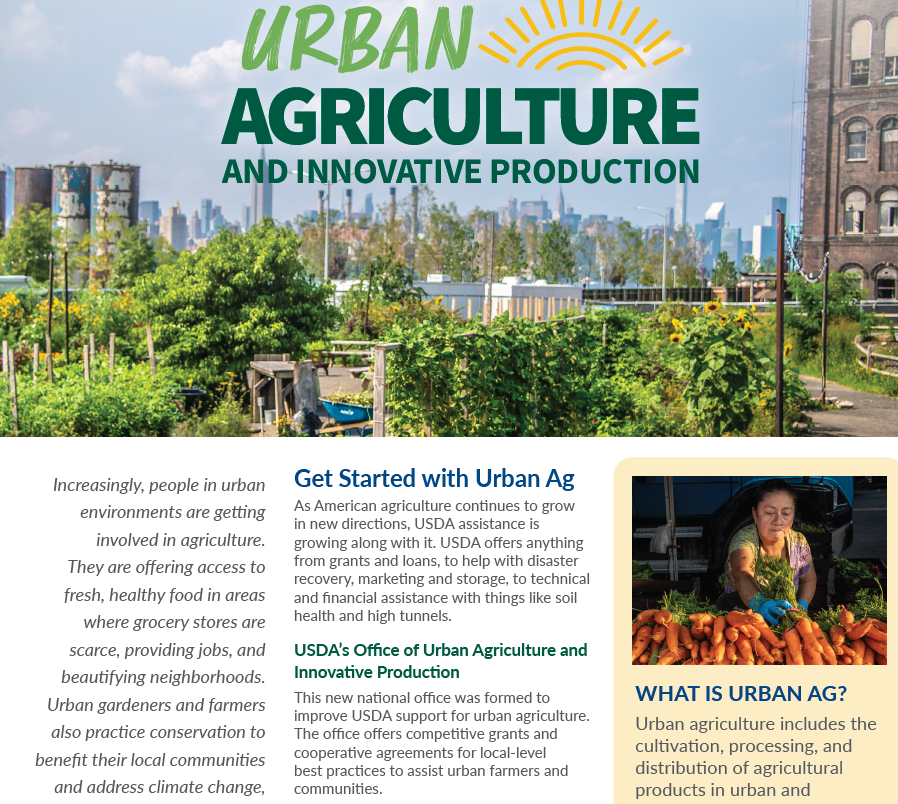 URBAN
AGRICULTURE
AND INNOVATIVE PRODUCTION
Increasingly, people in urban
environments are getting
involved in agriculture.
They are offering access to
fresh, healthy food in areas
where grocery stores are
scarce, providing jobs, and
beautifying neighborhoods.
Urban gardeners and farmers
also practice conservation to
benefit their local communities
and address climate change,
Get Started with Urban Ag
As American agriculture continues to grow
in new directions, USDA assistance is
growing along with it. USDA offers anything
from grants and loans, to help with disaster
recovery, marketing and storage, to technical
and financial assistance with things like soil
health and high tunnels.
USDA's Office of Urban Agriculture and
Innovative Production
This new national office was formed to
improve USDA support for urban agriculture.
The office offers competitive grants and
cooperative agreements for local-level
best practices to assist urban farmers and
communities.
WHAT IS URBAN AG?
Urban agriculture includes the
cultivation, processing, and
distribution of agricultural
products in urban and